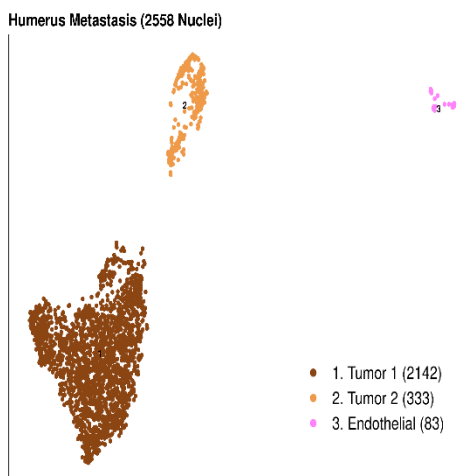 Humerus Metastasis (2558 Nuclei)
2
3
1
1. Tumor 1 (2142)
2. Tumor 2 (333)
3. Endothelial (83)